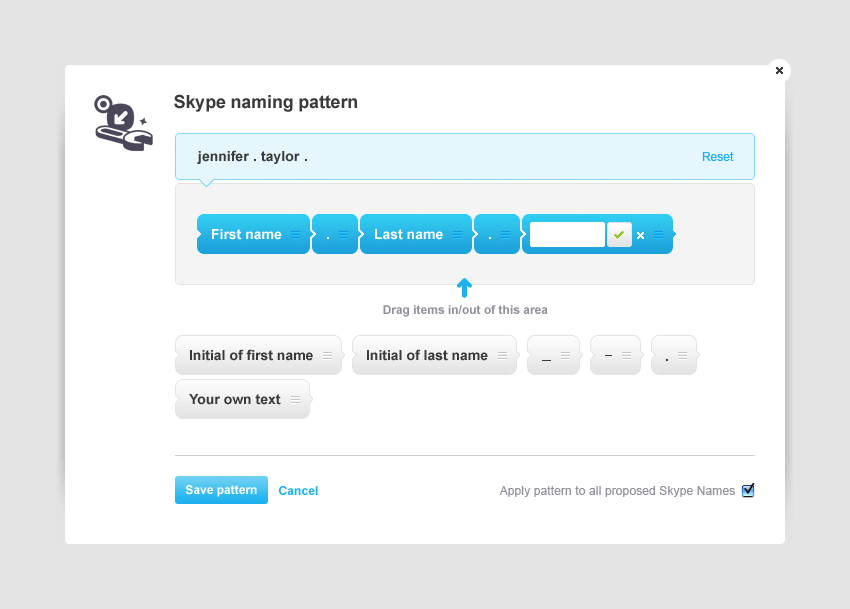 Skype naming pattern
jennifer . taylor .
Reset
First name . Last name .
Drag items in/out of this area
Initial of first name Initial of last name _ – .
Your own text
Save pattern Cancel Apply pattern to all proposed Skype Names